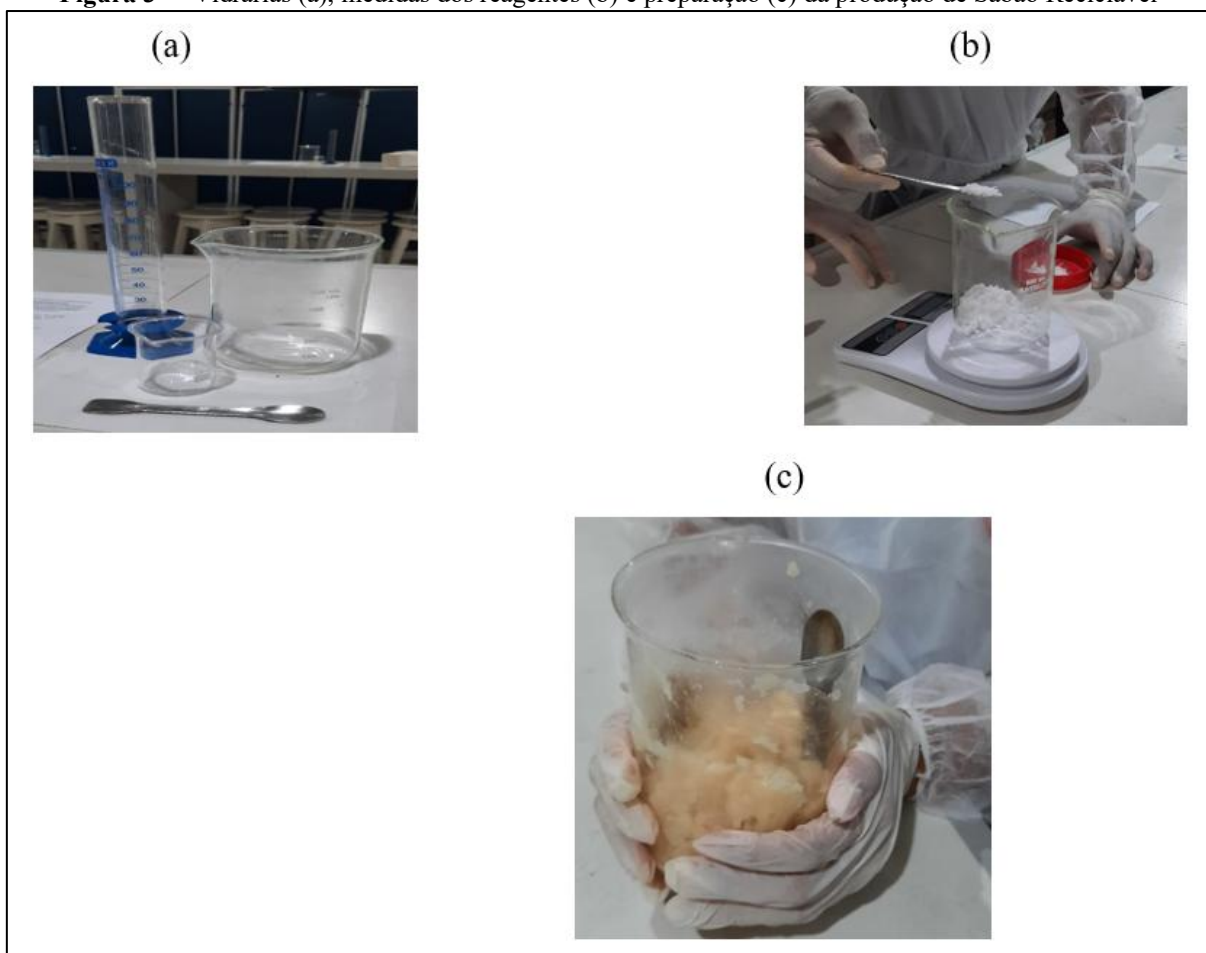 Figura 3 – Vidrarias (a), medidas dos reagentes (b) e preparação (c) da produção de Sabão Reciclável
(a)
(b)
50
40
30
(c)